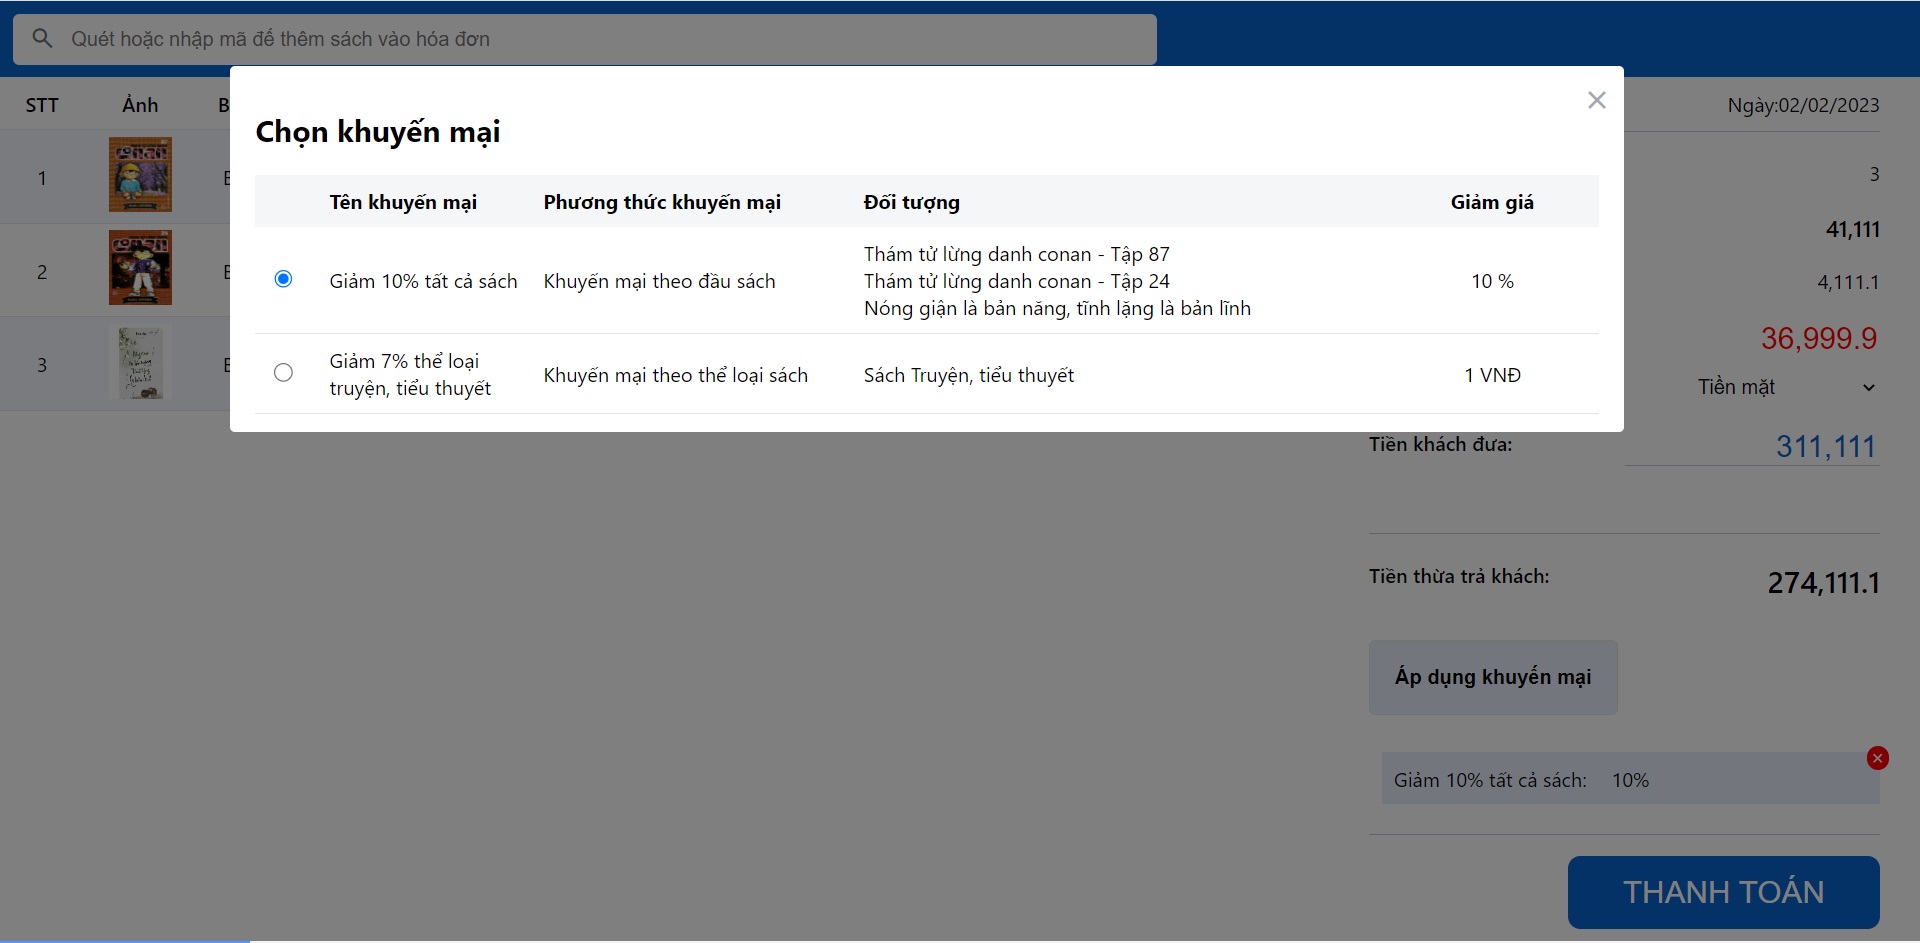 Quét hoặc nhập mã để thêm sách vào hóa đơn
STT Ảnh B
Ngày:02/02/2023
Chọn khuyến mại
Tên khuyến mại Phương thức khuyến mại Đối tượng Giảm giá
Giảm 10% tất cả sách Khuyến mại theo đầu sách
Thám tử lừng danh conan - Tập 87
Thám tử lừng danh conan - Tập 24
Nóng giận là bản năng, tĩnh lặng là bản lĩnh
10 %
Giảm 7% thể loại
truyện, tiểu thuyết
Khuyến mại theo thể loại sách Sách Truyện, tiểu thuyết 1 VNĐ
1
conan
2
conan
3
3
41,111
4,111.1
36,999.9
Tiền mặt
Tiền khách đưa: 311,111
Tiền thừa trả khách: 274,111.1
Áp dụng khuyến mại
Giảm 10% tất cả sách: 10%
THANH TOÁN